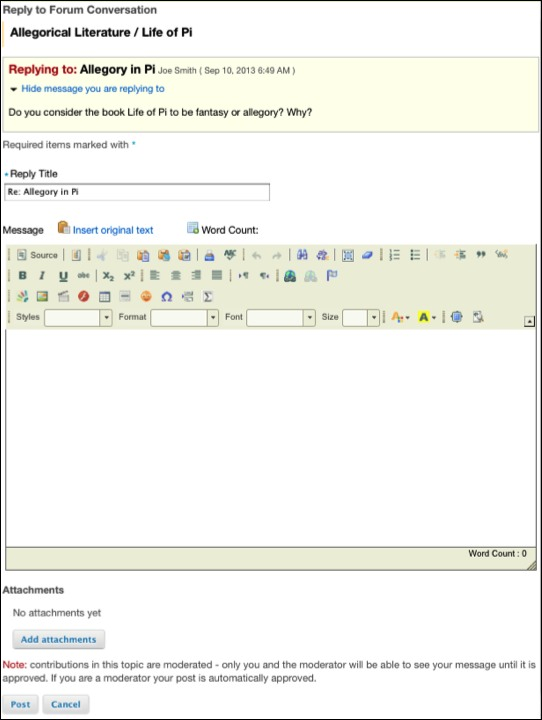 Reply to Forum Conversation
Allegorical Literature / Life of Pi
Replying to: Allegory in Pi Joe Smith ( Sep 10, 2013 6:49 AM )
Hide message you are replying to
Do you consider the book Life of Pi to be fantasy or allegory? Why?
Required items marked with *
* Reply Title
Re: Allegory in Pi
Message Insert original text Word Count:
Source ABC
B I U abc X₂ X²
Ω Σ
Styles Format Font Size A A
Word Count : 0
Attachments
No attachments yet
Add attachments
Note: contributions in this topic are moderated - only you and the moderator will be able to see your message until it is
approved. If you are a moderator your post is automatically approved.
Post Cancel